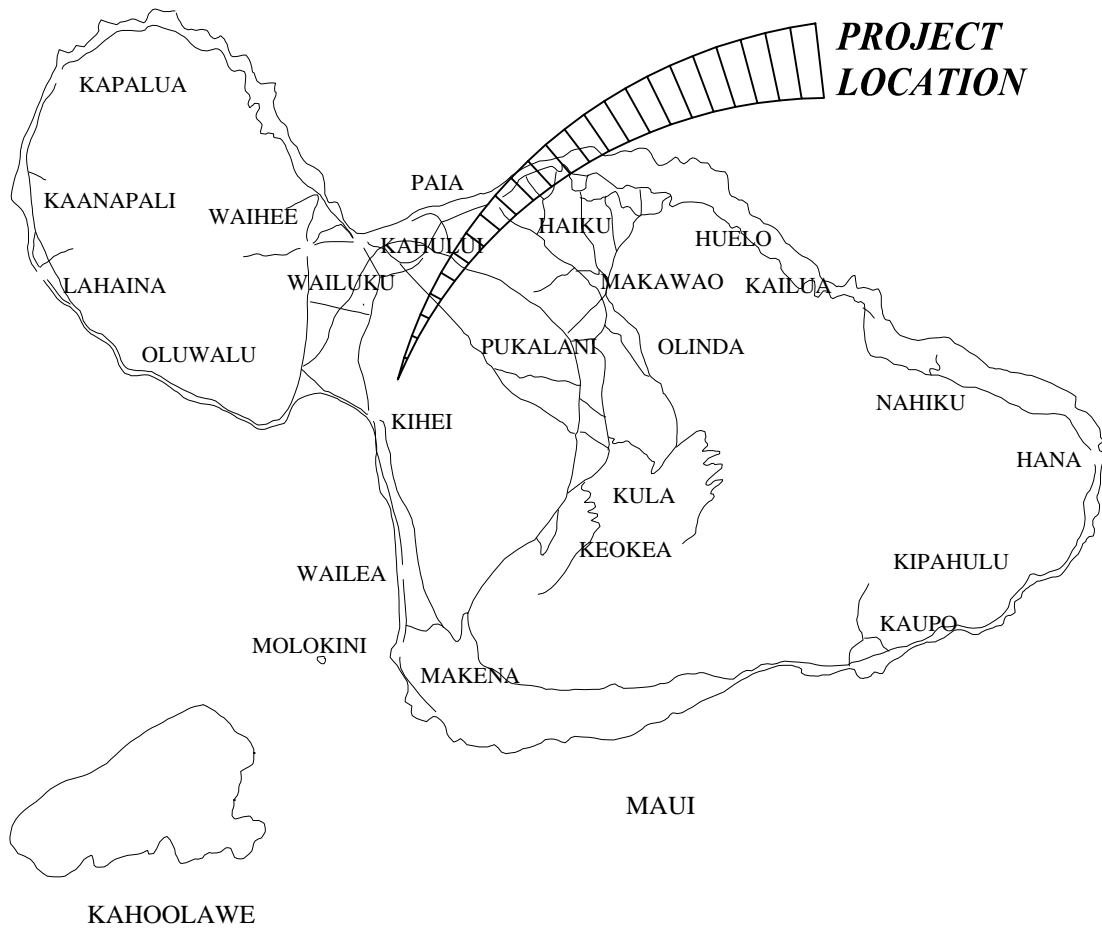 PROJECT
LOCATION
KAPALUA
PAIA
KAANAPALI
WAIHEE
HAIKU
HUELO
KAHULUI
LAHAINA
WAILUKU
MAKAWAO
KAILUA
OLUWALU
PUKALANI
OLINDA
NAHIKU
KIHEI
HANA
KULA
KEOKEA
KIPAHULU
WAILEA
KAUPO
MOLOKINI
MAKENA
MAUI
KAHOOLAWE